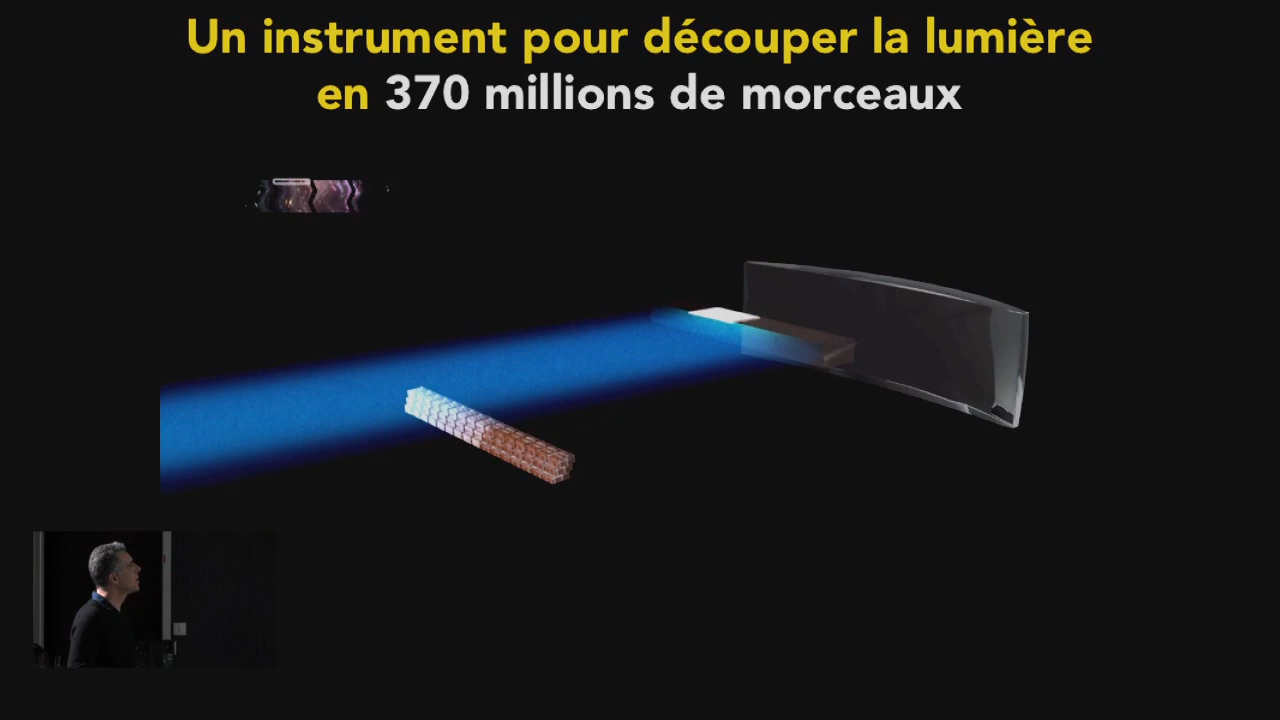 Un instrument pour découper la lumière
en 370 millions de morceaux